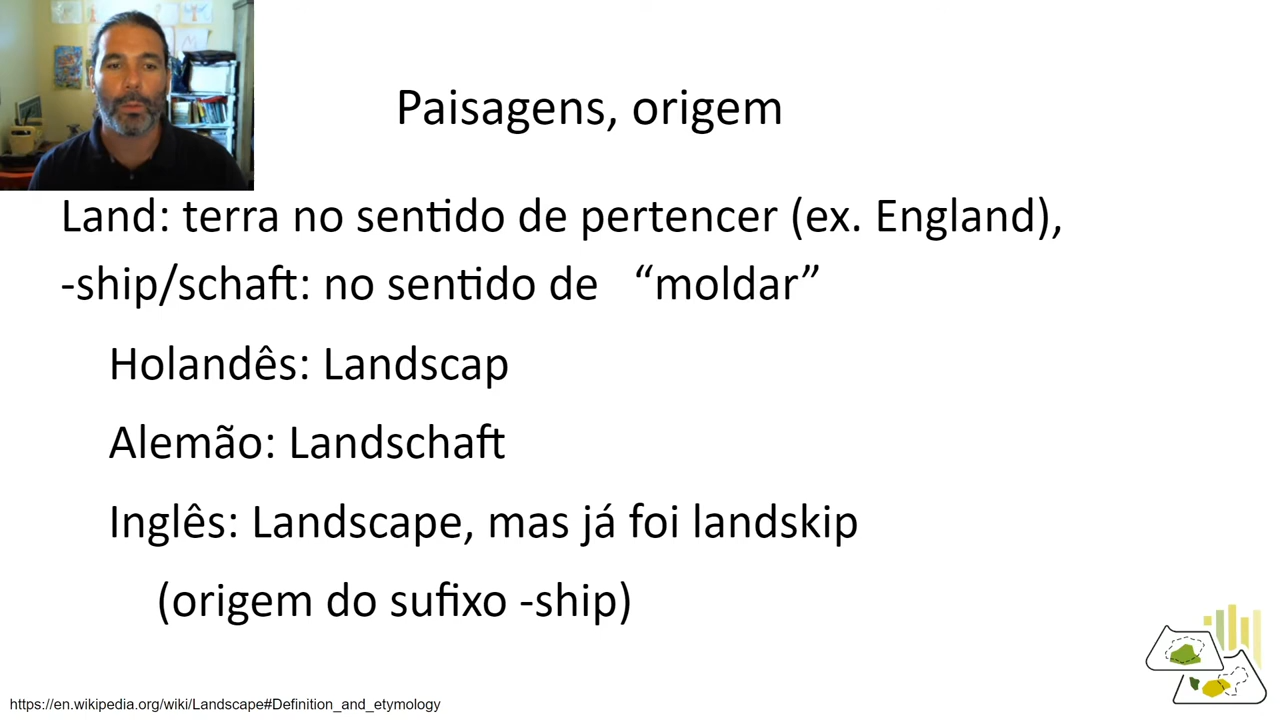 Paisagens, origem
Land: terra no sentido de pertencer (ex. England),
-ship/schaft: no sentido de “moldar”
Holandês: Landscap
Alemão: Landschaft
Inglês: Landscape, mas já foi landskip
(origem do sufixo -ship)
https://en.wikipedia.org/wiki/Landscape#Definition_and_etymology